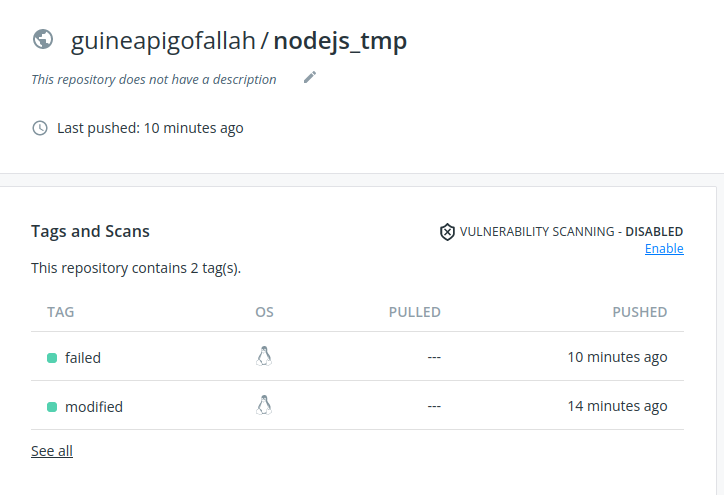 guineapigofallah / nodejs_tmp
This repository does not have a description
Last pushed: 10 minutes ago
Tags and Scans
VULNERABILITY SCANNING - DISABLED
Enable
This repository contains 2 tag(s).
TAG OS PULLED PUSHED
failed --- 10 minutes ago
modified --- 14 minutes ago
See all